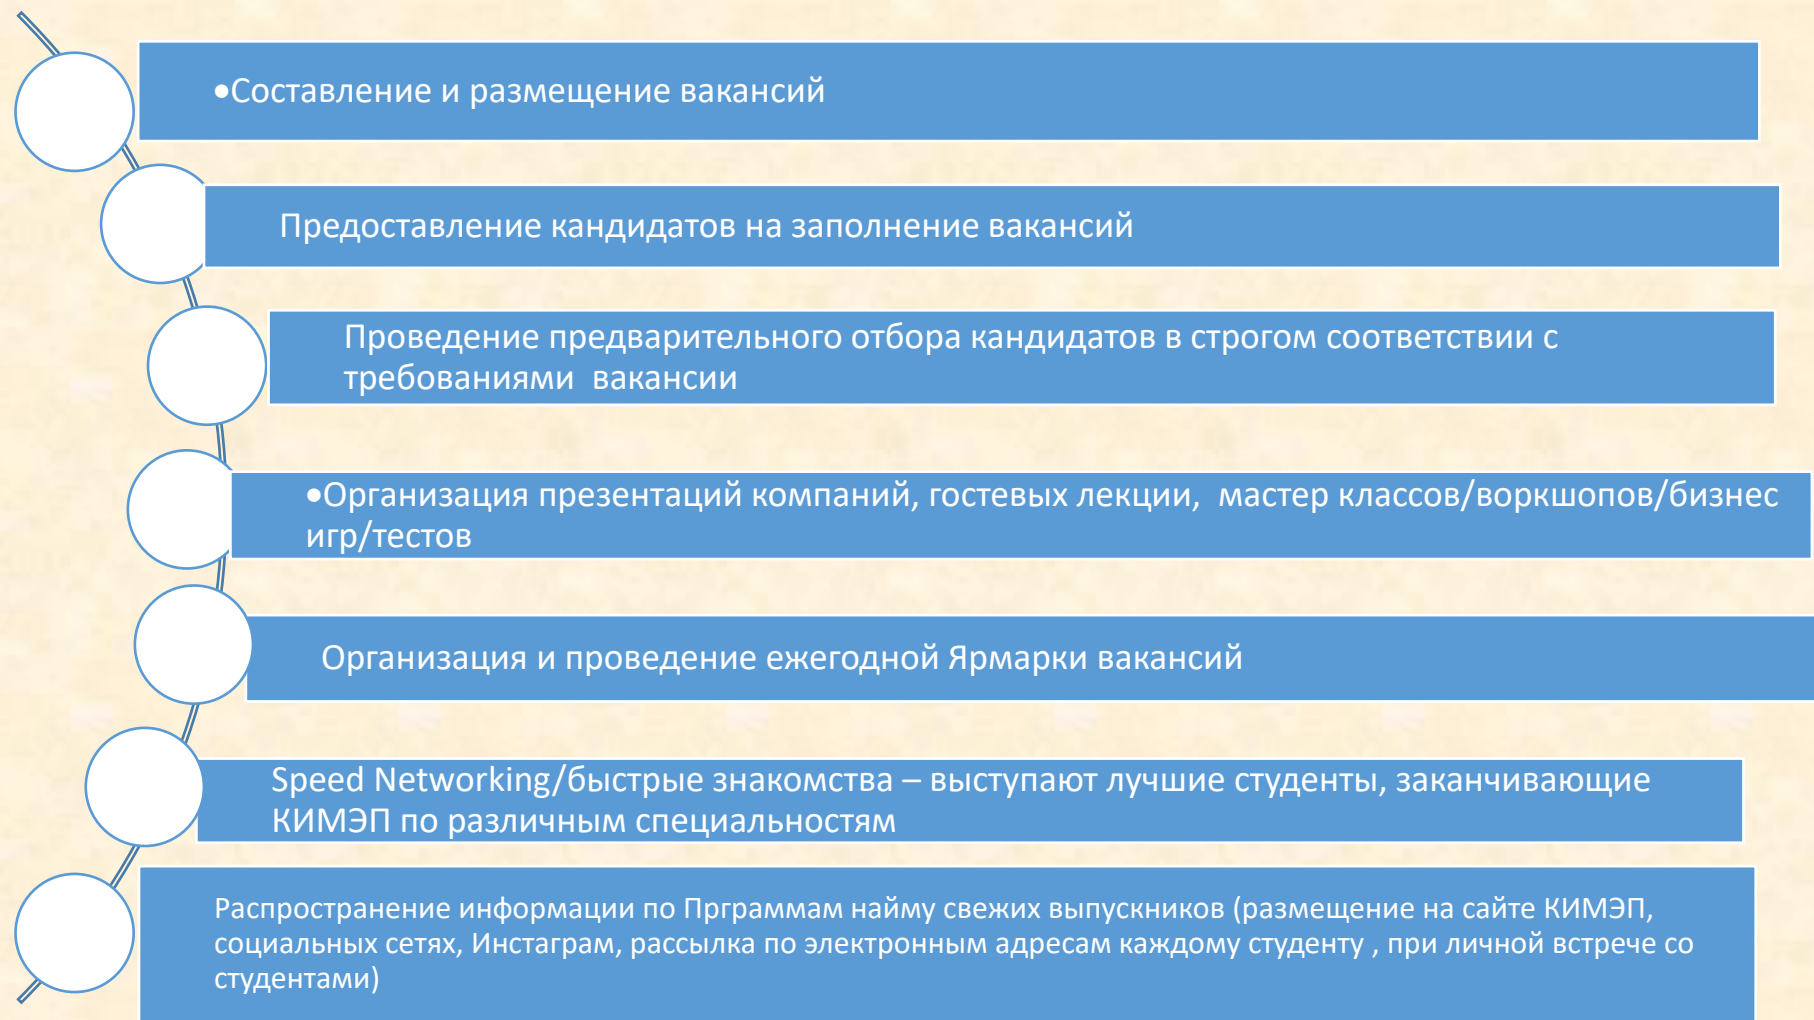 •Составление и размещение вакансий
Предоставление кандидатов на заполнение вакансий
Проведение предварительного отбора кандидатов в строгом соответствии с
требованиями  вакансии
•Организация презентаций компаний, гостевых лекции,  мастер классов/воркшопов/бизнес
игр/тестов
Организация и проведение ежегодной Ярмарки вакансий
Speed Networking/быстрые знакомства – выступают лучшие студенты, заканчивающие
КИМЭП по различным специальностям
Распространение информации по Прграммам найму свежих выпускников (размещение на сайте КИМЭП,
социальных сетях, Инстаграм, рассылка по электронным адресам каждому студенту , при личной встрече со
студентами)